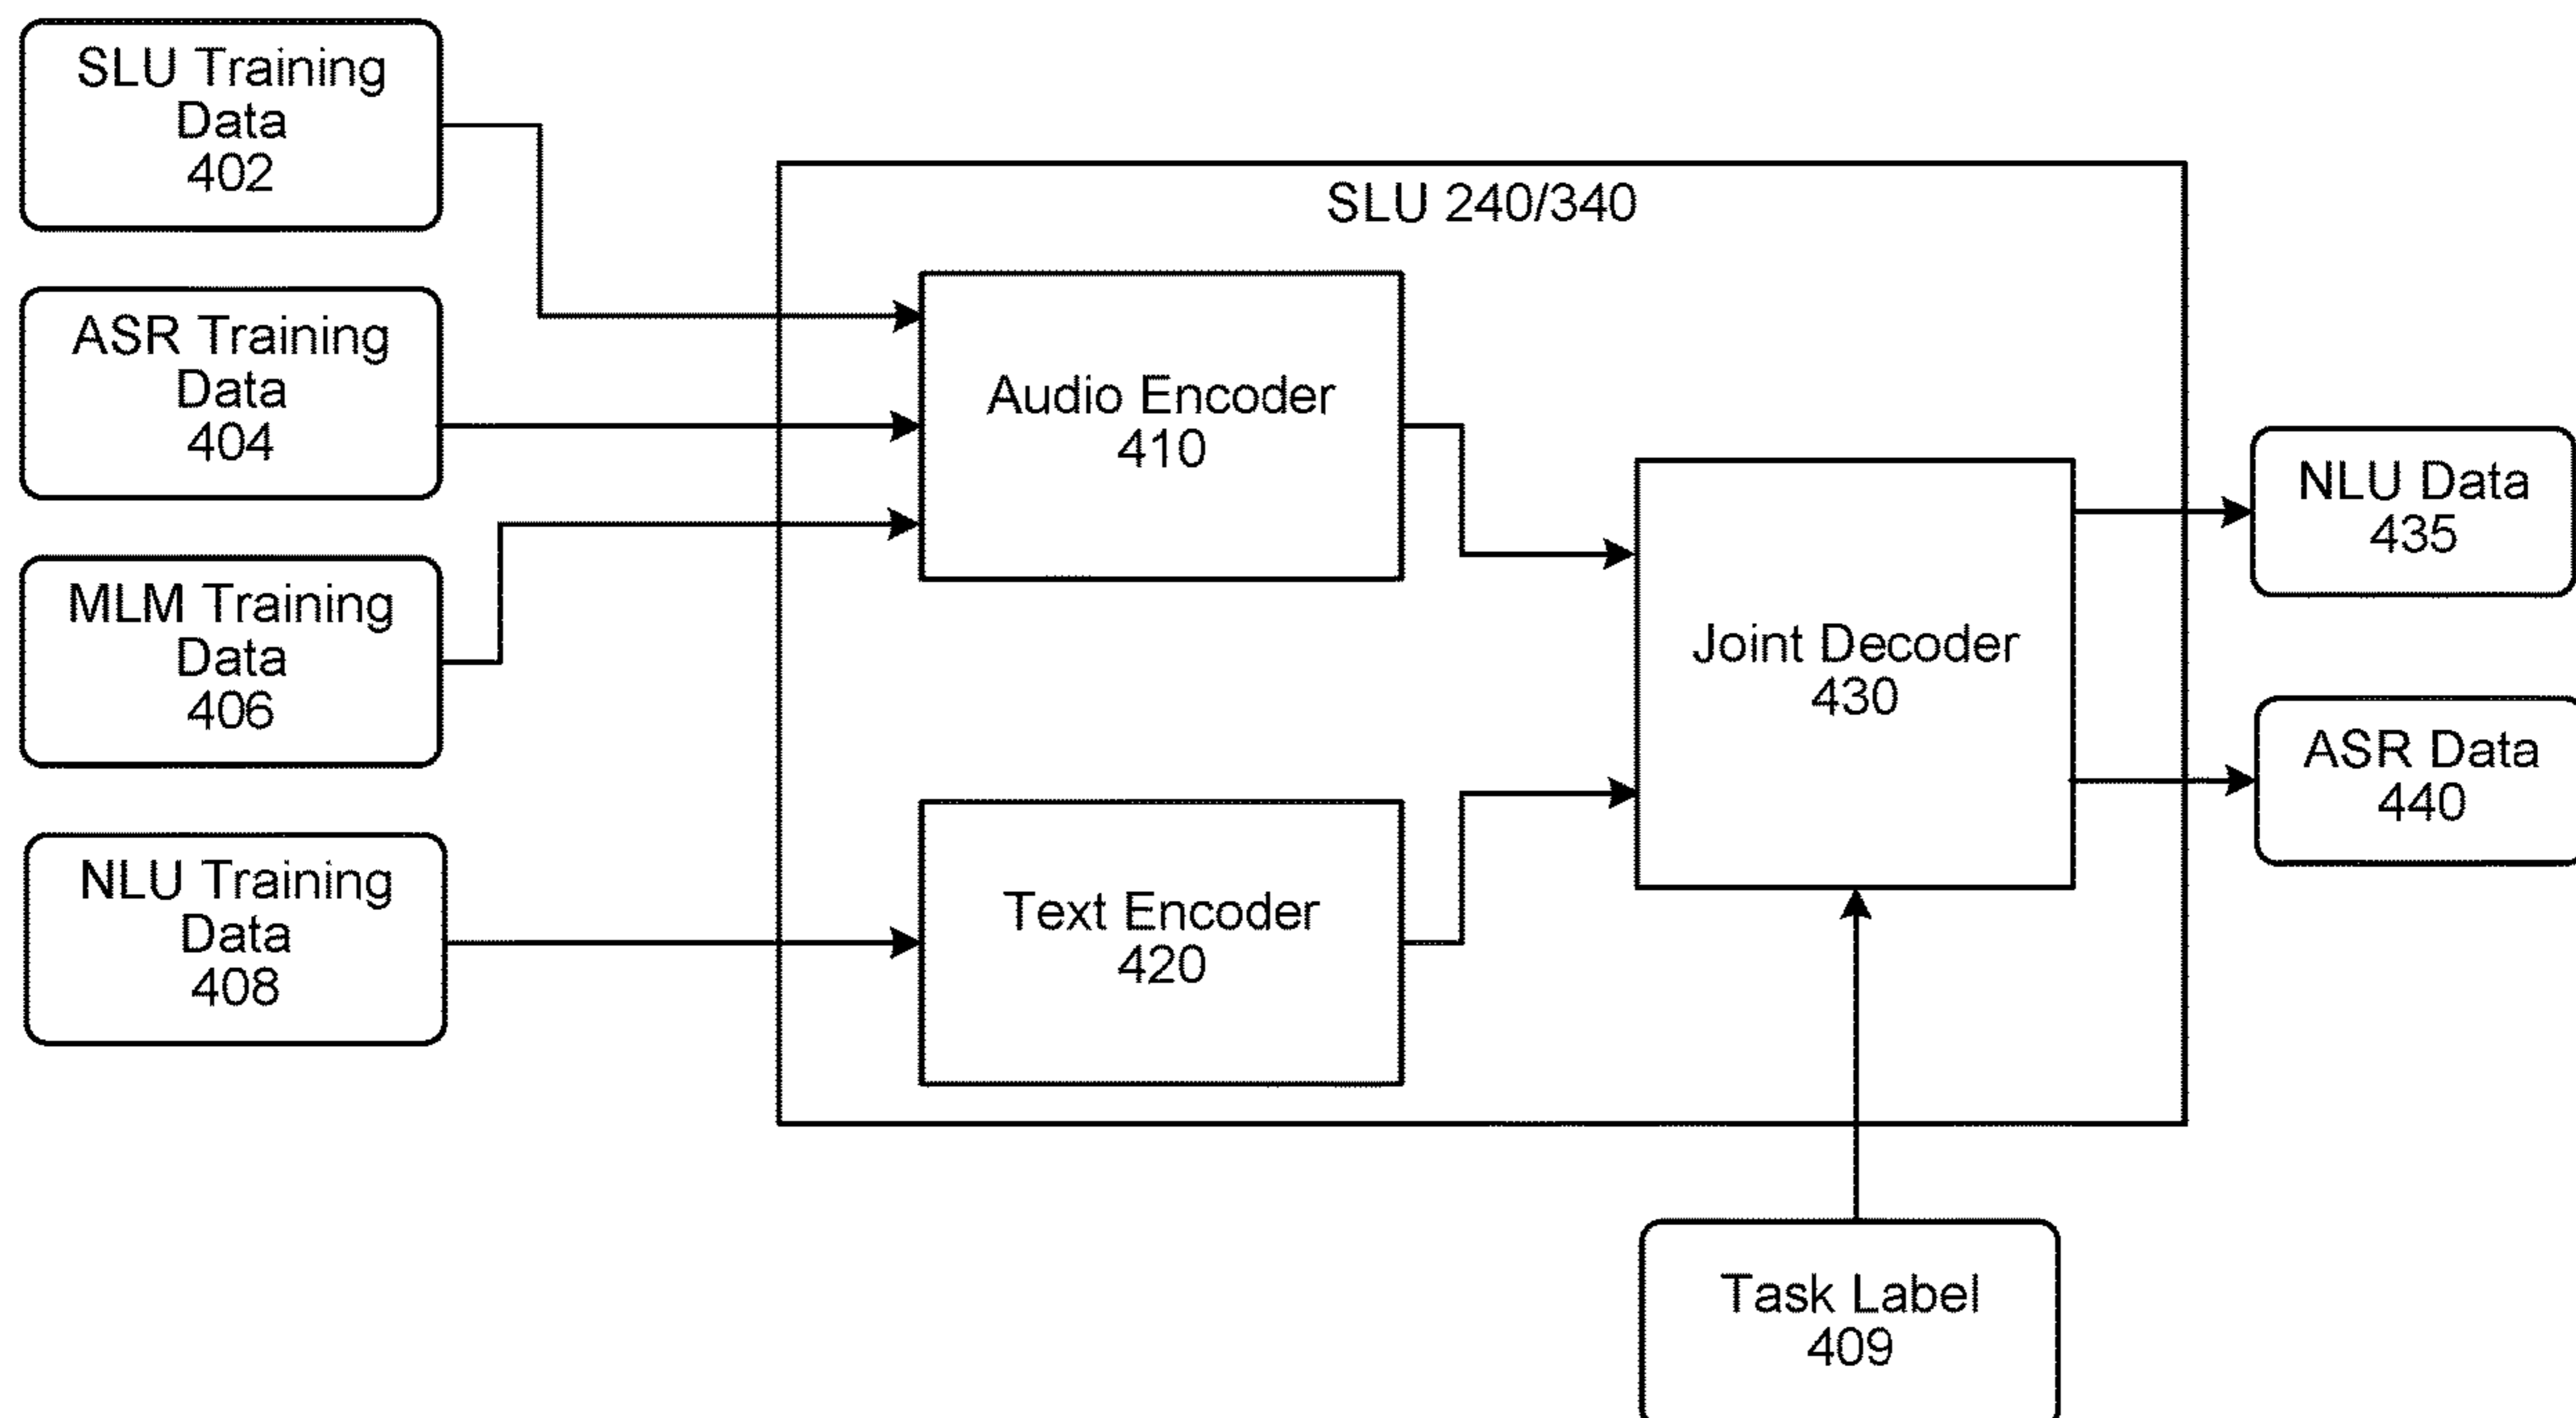 SLU Training
Data
402
ASR Training
Data
404
MLM Training
Data
406
NLU Training
Data
408
SLU 240/340
Audio Encoder
410
Text Encoder
420
Joint Decoder
430
NLU Data
435
ASR Data
440
Task Label
409